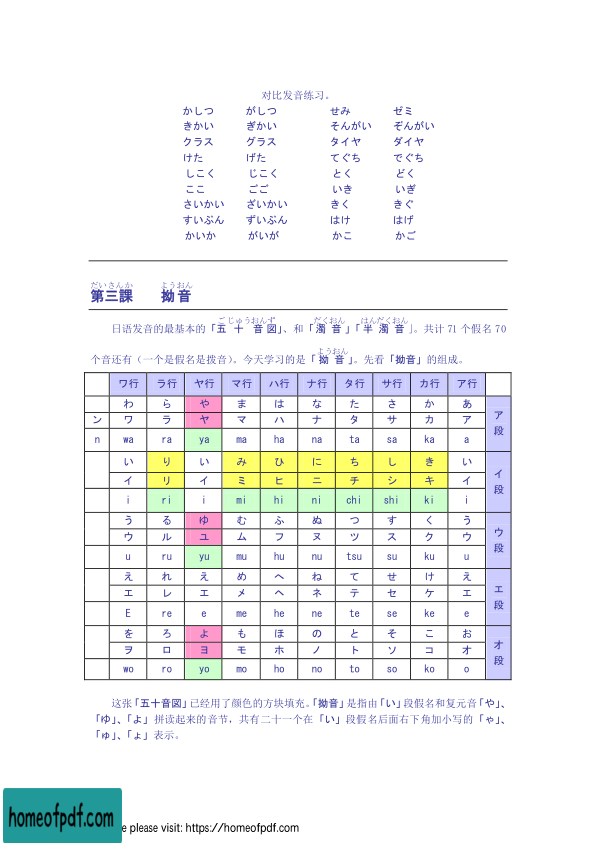 对比发音练习。
かしつ がしつ せみ ゼミ
きかい ぎかい そんがい ぞんがい
クラス グラス タイヤ ダイヤ
けた げた てぐち でぐち
しこく じこく とく どく
ここ ごご いき いぎ
さいかい ざいかい きく きぐ
すいぶん ずいぶん はけ はげ
かいか がいが かこ かご
だいさんか ようおん
第三課 拗音
ごじゅうおんず だくおん はんだくおん
日语发音的最基本的「五十音図」、和「濁音」「半濁音」。共计 71 个假名 70
ようおん
个音还有（一个是假名是拨音）。今天学习的是「拗音」。先看「拗音」的组成。
ワ行 ラ行 ヤ行 マ行 ハ行 ナ行 タ行 サ行 カ行 ア行
わ ら や ま は な た さ か あ ア段
ン ワ ラ ヤ マ ハ ナ タ サ カ ア
n wa ra ya ma ha na ta sa ka a
い り い み ひ に ち し き い イ段
イ リ イ ミ ヒ ニ チ シ キ イ
i ri i mi hi ni chi shi ki i
う る ゆ む ふ ぬ つ す く う ウ段
ウ ル ユ ム フ ヌ ツ ス ク ウ
u ru yu mu hu nu tsu su ku u
え れ え め へ ね て せ け え エ段
エ レ エ メ ヘ ネ テ セ ケ エ
E re e me he ne te se ke e
を ろ よ も ほ の と そ こ お オ段
ヲ ロ ヨ モ ホ ノ ト ソ コ オ
wo ro yo mo ho no to so ko o
这张「五十音図」已经用了颜色的方块填充。「拗音」是指由「い」段假名和复元音「や」、
「ゆ」、「よ」拼读起来的音节，共有二十一个在「い」段假名后面右下角加小写的「ゃ」、
「ゅ」、「ょ」表示。
homeofpdf.com
e please visit: https://homeofpdf.com